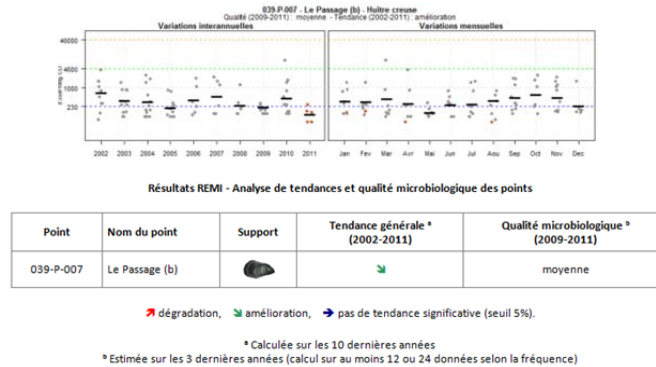 039-P-007 - Le Passage (b) - Huître creuse
Qualité (2009-2011) : moyenne - Tendance (2002-2011) : amélioration
Variations interannuelles
Variations mensuelles
40000
4600
1000
230
2002 2003 2004 2005 2006 2007 2008 2009 2010 2011
Jan Fev Mar Avr Mai Jun Jul Aou Sep Oct Nov Dec
Résultats REMI - Analyse de tendances et qualité microbiologique des points
Point Nom du point Support Tendance générale ᵃ Qualité microbiologique ᵇ
(2002-2011) (2009-2011)
039-P-007 Le Passage (b) moyenne
dégradation, amélioration, pas de tendance significative (seuil 5%).
ᵃ Calculée sur les 10 dernières années
ᵇ Estimée sur les 3 dernières années (calcul sur au moins 12 ou 24 données selon la fréquence)